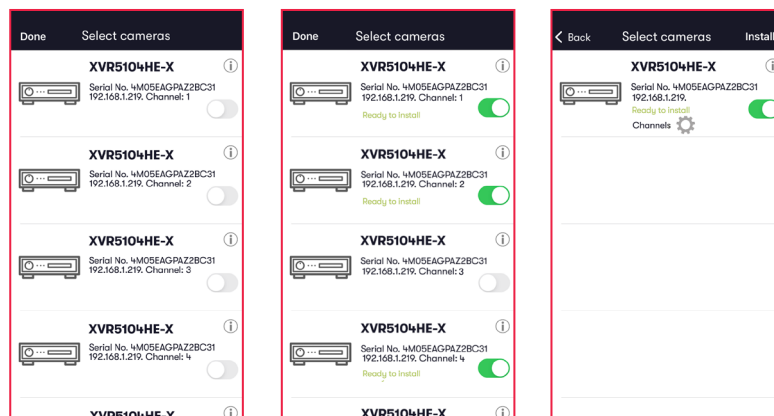 Done Select cameras
XVR5104HE-X
Serial No. 4M05EAGPAZ2BC31
192.168.1.219. Channel: 1
XVR5104HE-X
Serial No. 4M05EAGPAZ2BC31
192.168.1.219. Channel: 2
XVR5104HE-X
Serial No. 4M05EAGPAZ2BC31
192.168.1.219. Channel: 3
XVR5104HE-X
Serial No. 4M05EAGPAZ2BC31
192.168.1.219. Channel: 4
XVR5104HE-X
Done Select cameras
XVR5104HE-X
Serial No. 4M05EAGPAZ2BC31
192.168.1.219. Channel: 1
Ready to install
XVR5104HE-X
Serial No. 4M05EAGPAZ2BC31
192.168.1.219. Channel: 2
Ready to install
XVR5104HE-X
Serial No. 4M05EAGPAZ2BC31
192.168.1.219. Channel: 3
XVR5104HE-X
Serial No. 4M05EAGPAZ2BC31
192.168.1.219. Channel: 4
Ready to install
XVR5104HE-X
Back Select cameras Install
XVR5104HE-X
Serial No. 4M05EAGPAZ2BC31
192.168.1.219.
Ready to install
Channels